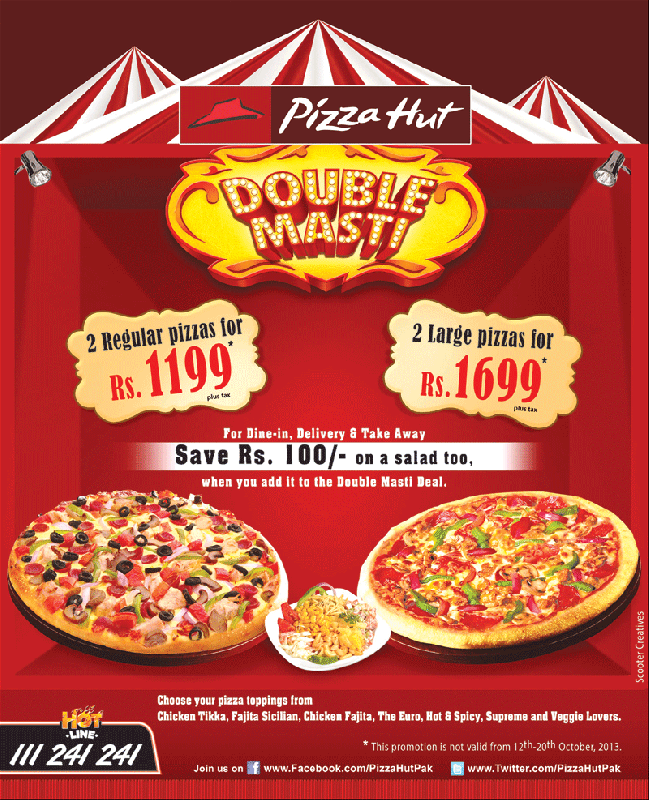 Pizza Hut
DOUBLE
MASTI
2 Regular pizzas for
Rs. 1199*
plus tax
2 Large pizzas for
Rs. 1699*
plus tax
For Dine-in, Delivery & Take Away
Save Rs. 100/- on a salad too,
when you add it to the Double Masti Deal.
Scooter Creatives
Choose your pizza toppings from
Chicken Tikka, Fajita Sicilian, Chicken Fajita, The Euro, Hot & Spicy, Supreme and Veggie Lovers.
HOT
-LINE-
111 241 241
* This promotion is not valid from 12th-20th October, 2013.
Join us on f www.Facebook.com/PizzaHutPak t www.Twitter.com/PizzaHutPak